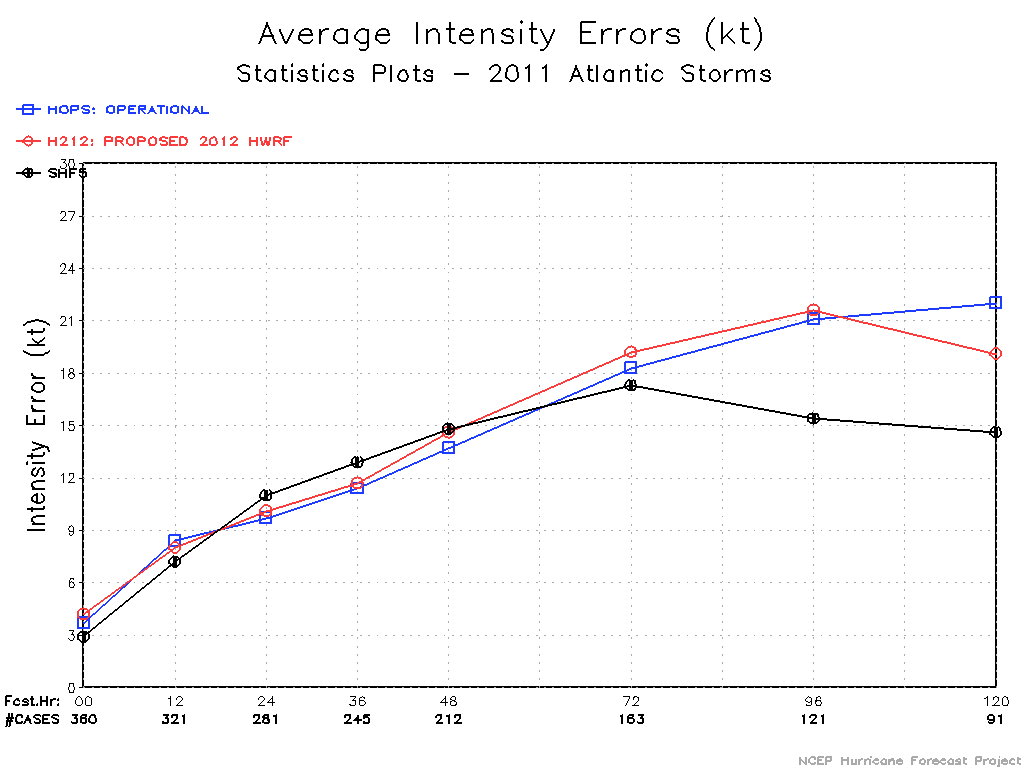 Average Intensity Errors (kt)
Statistics Plots - 2011 Atlantic Storms
HOPS: OPERATIONAL
H212: PROPOSED 2012 HWRF
SHF5
30
27
24
21
18
15
12
9
6
3
0
Intensity Error (kt)
Fcst.Hr: 00 12 24 36 48 72 96 120
#CASES 360 321 281 245 212 163 121 91
NCEP Hurricane Forecast Project